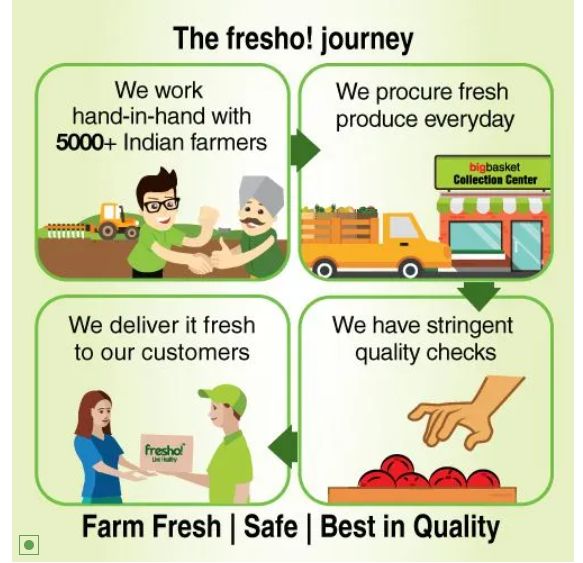 The fresho! journey
We work
hand-in-hand with
5000+ Indian farmers
We procure fresh
produce everyday
bigbasket
Collection Center
We deliver it fresh
to our customers
fresho!
Live Healthy
We have stringent
quality checks
Farm Fresh | Safe | Best in Quality